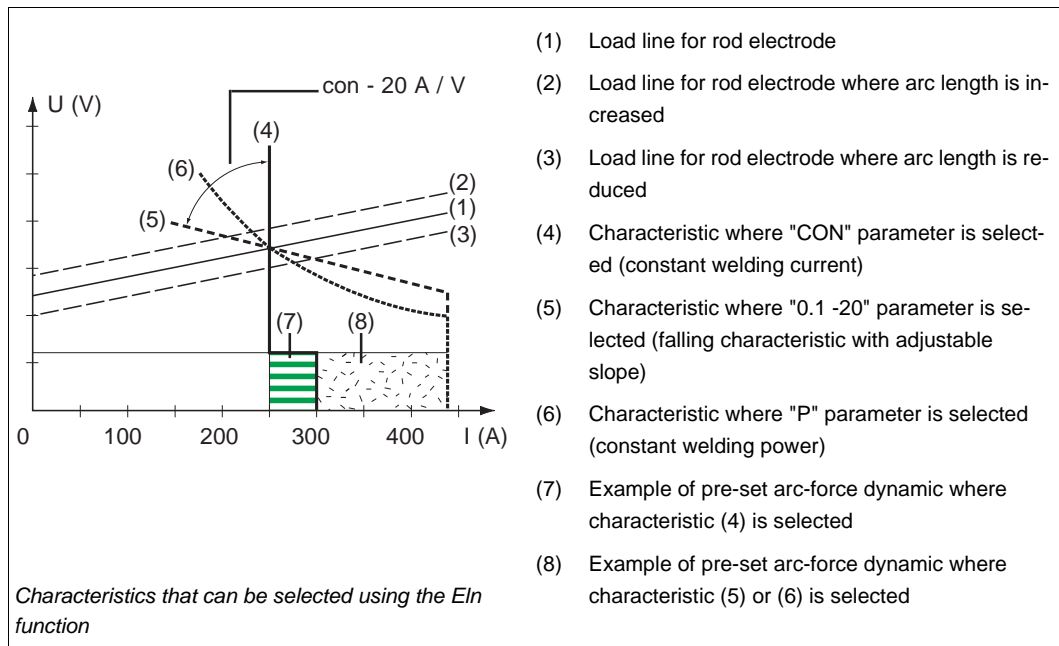 con - 20 A / V
U (V)
(4)
(6)
(5)
(2)
(1)
(3)
(7)
(8)
0
100
200
300
400
I (A)
Characteristics that can be selected using the Eln
function
(1) Load line for rod electrode
(2) Load line for rod electrode where arc length is in-
creased
(3) Load line for rod electrode where arc length is re-
duced
(4) Characteristic where "CON" parameter is select-
ed (constant welding current)
(5) Characteristic where "0.1 -20" parameter is se-
lected (falling characteristic with adjustable
slope)
(6) Characteristic where "P" parameter is selected
(constant welding power)
(7) Example of pre-set arc-force dynamic where
characteristic (4) is selected
(8) Example of pre-set arc-force dynamic where
characteristic (5) or (6) is selected